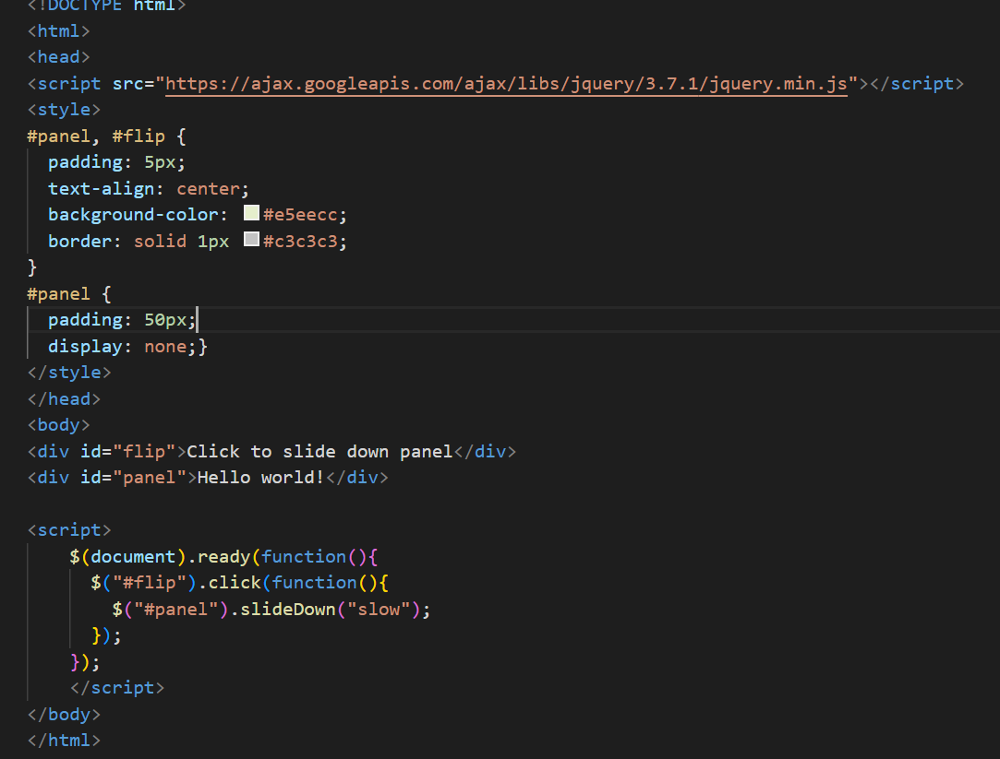 <!DOCTYPE html>
<html>
<head>
<script src="https://ajax.googleapis.com/ajax/libs/jquery/3.7.1/jquery.min.js"></script>
<style>
#panel, #flip {
  padding: 5px;
  text-align: center;
  background-color: #e5eecc;
  border: solid 1px #c3c3c3;
}
#panel {
  padding: 50px;
  display: none;}
</style>
</head>
<body>
<div id="flip">Click to slide down panel</div>
<div id="panel">Hello world!</div>

<script>
    $(document).ready(function(){
      $("#flip").click(function(){
        $("#panel").slideDown("slow");
      });
    });
    </script>
</body>
</html>